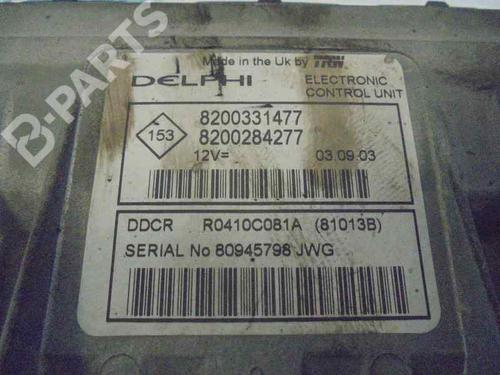 Made in the Uk by TRW
DELPHI
ELECTRONIC
CONTROL UNIT
153
8200331477
8200284277
12V=
03.09.03
DDCR R0410C081A (81013B)
SERIAL No 80945798 JWG
B-PARTS
B-PARTS